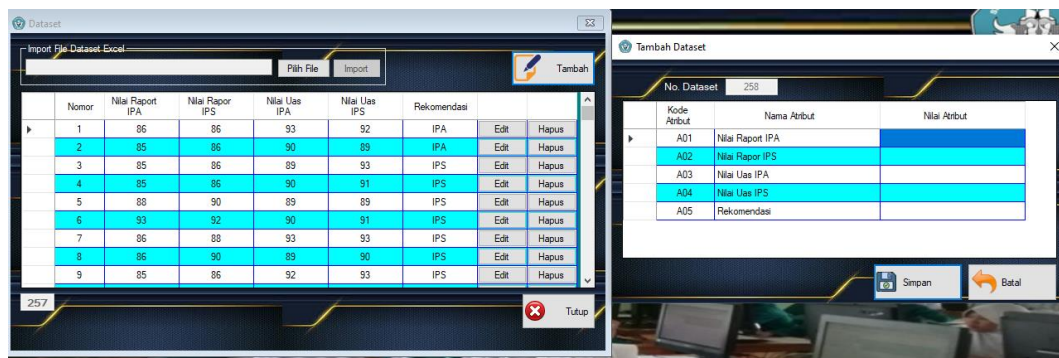 Dataset
Import File Dataset Excel
Pilih File Import Tambah
Nomor Nilai Raport IPA Nilai Rapor IPS Nilai Uas IPA Nilai Uas IPS Rekomendasi
1 86 86 93 92 IPA Edit Hapus
2 85 86 90 89 IPA Edit Hapus
3 85 86 89 93 IPS Edit Hapus
4 85 86 90 91 IPS Edit Hapus
5 88 90 89 89 IPS Edit Hapus
6 93 92 90 91 IPS Edit Hapus
7 86 88 93 93 IPS Edit Hapus
8 86 90 89 90 IPS Edit Hapus
9 85 86 92 93 IPS Edit Hapus
257 Tutup
Tambah Dataset
No. Dataset 258
Kode Atribut Nama Atribut Nilai Atribut
A01 Nilai Raport IPA
A02 Nilai Rapor IPS
A03 Nilai Uas IPA
A04 Nilai Uas IPS
A05 Rekomendasi
Simpan Batal